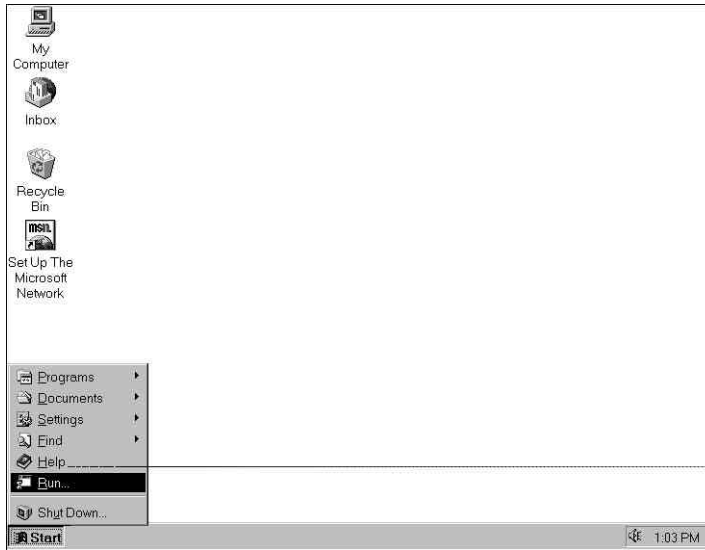 My
Computer
Inbox
Recycle
Bin
msn.
Set Up The
Microsoft
Network
Programs
Documents
Settings
Find
Help
Run...
Shut Down...
Start
1:03 PM